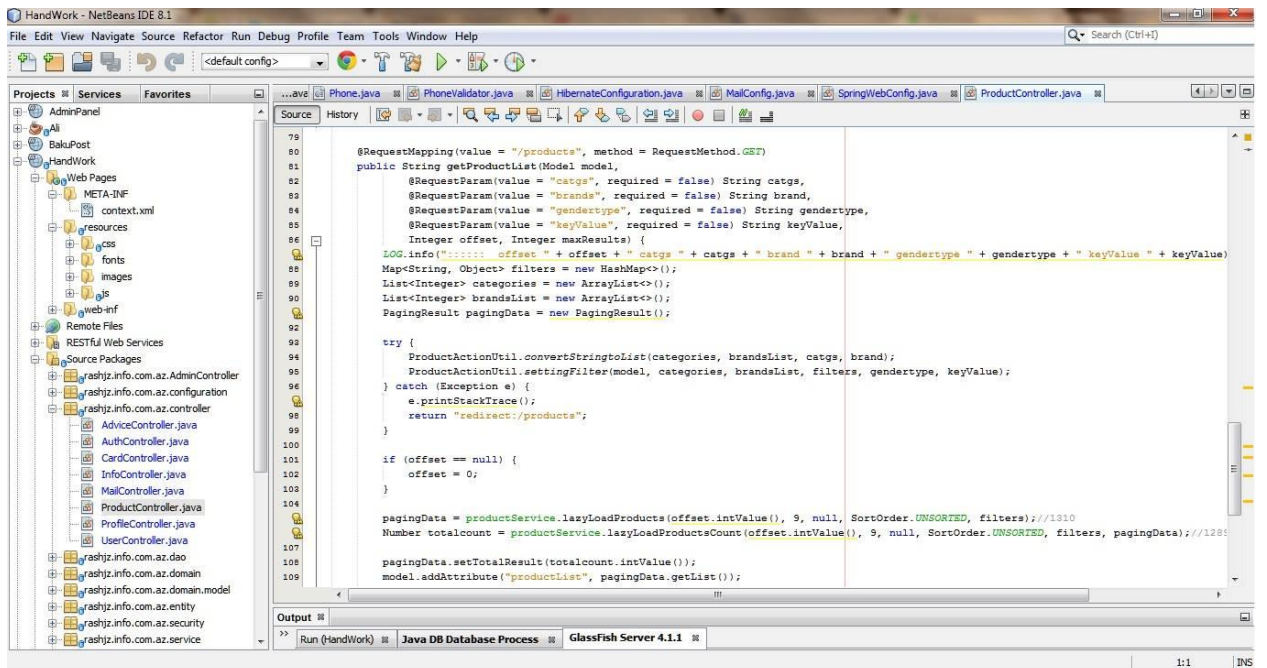 HandWork - NetBeans IDE 8.1
File Edit View Navigate Source Refactor Run Debug Profile Team Tools Window Help
Search (Ctrl+I)
<default config>
Projects Services Favorites
...ava Phone.java PhoneValidator.java HibernateConfiguration.java MailConfig.java SpringWebConfig.java ProductController.java
Source History
AdminPanel
Ali
BakuPost
HandWork
Web Pages
META-INF
context.xml
resources
css
fonts
images
js
web-inf
Remote Files
RESTful Web Services
Source Packages
rashjz.info.com.az.AdminController
rashjz.info.com.az.configuration
rashjz.info.com.az.controller
AdviceController.java
AuthController.java
CardController.java
InfoController.java
MailController.java
ProductController.java
ProfileController.java
UserController.java
rashjz.info.com.az.dao
rashjz.info.com.az.domain
rashjz.info.com.az.domain.model
rashjz.info.com.az.entity
rashjz.info.com.az.security
rashjz.info.com.az.service
79
80 @RequestMapping(value = "/products", method = RequestMethod.GET)
81 public String getProductList(Model model,
82 @RequestParam(value = "catgs", required = false) String catgs,
83 @RequestParam(value = "brands", required = false) String brand,
84 @RequestParam(value = "gendertype", required = false) String gendertype,
85 @RequestParam(value = "keyValue", required = false) String keyValue,
86 Integer offset, Integer maxResults) {
LOG.info("::::::  offset " + offset + " catgs " + catgs + " brand " + brand + " gendertype " + gendertype + " keyValue " + keyValue)
88 Map<String, Object> filters = new HashMap<>();
89 List<Integer> categories = new ArrayList<>();
90 List<Integer> brandsList = new ArrayList<>();
PagingResult pagingData = new PagingResult();
92
93 try {
94 ProductActionUtil.convertStringtoList(categories, brandsList, catgs, brand);
95 ProductActionUtil.settingFilter(model, categories, brandsList, filters, gendertype, keyValue);
96 } catch (Exception e) {
e.printStackTrace();
98 return "redirect:/products";
99 }
100
101 if (offset == null) {
102 offset = 0;
103 }
104
pagingData = productService.lazyLoadProducts(offset.intValue(), 9, null, SortOrder.UNSORTED, filters);//1310
Number totalcount = productService.lazyLoadProductsCount(offset.intValue(), 9, null, SortOrder.UNSORTED, filters, pagingData);//1289
107
108 pagingData.setTotalResult(totalcount.intValue());
109 model.addAttribute("productList", pagingData.getList());
Output
Run (HandWork) Java DB Database Process GlassFish Server 4.1.1
1:1 INS